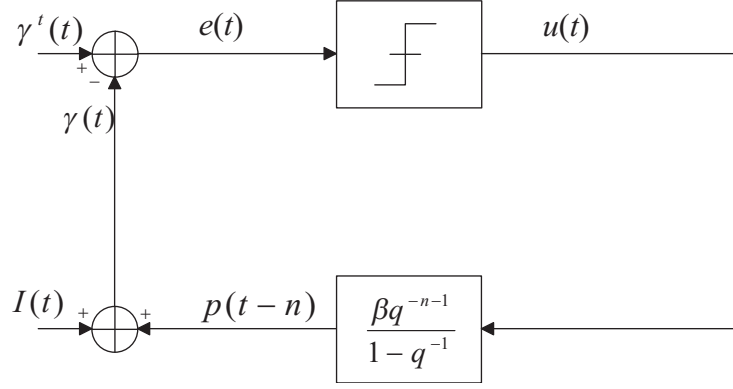 γ^t(t)
e(t)
u(t)
+
−
γ(t)
I(t)
+
+
p(t−n)
βq^{-n-1}
1−q^{-1}